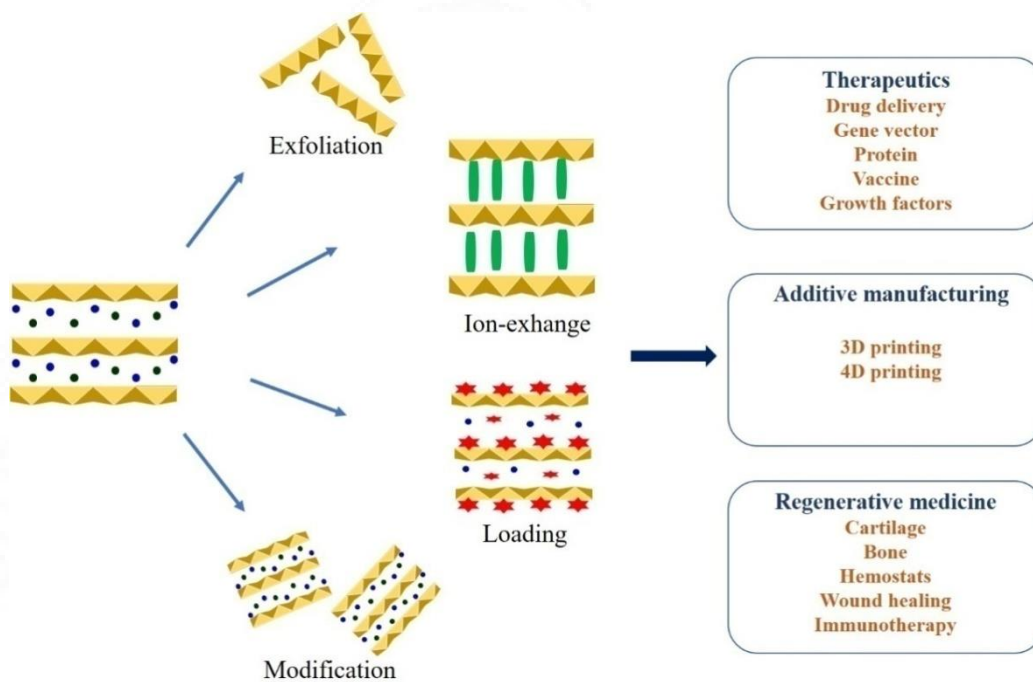 Exfoliation
Ion-exhange
Loading
Modification
Therapeutics
Drug delivery
Gene vector
Protein
Vaccine
Growth factors
Additive manufacturing
3D printing
4D printing
Regenerative medicine
Cartilage
Bone
Hemostats
Wound healing
Immunotherapy